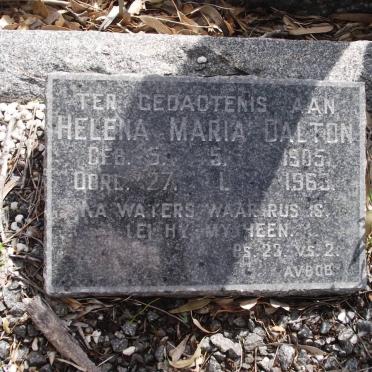 TER GEDAGTENIS AAN
HELENA MARIA DALTON
GEB. 5. 5. 1905.
OORL. 27. 1. 1963.
NA WATERS WAAR RUS IS,
LEI HY MY HEEN.
PS. 23. VS. 2.
AVBOB